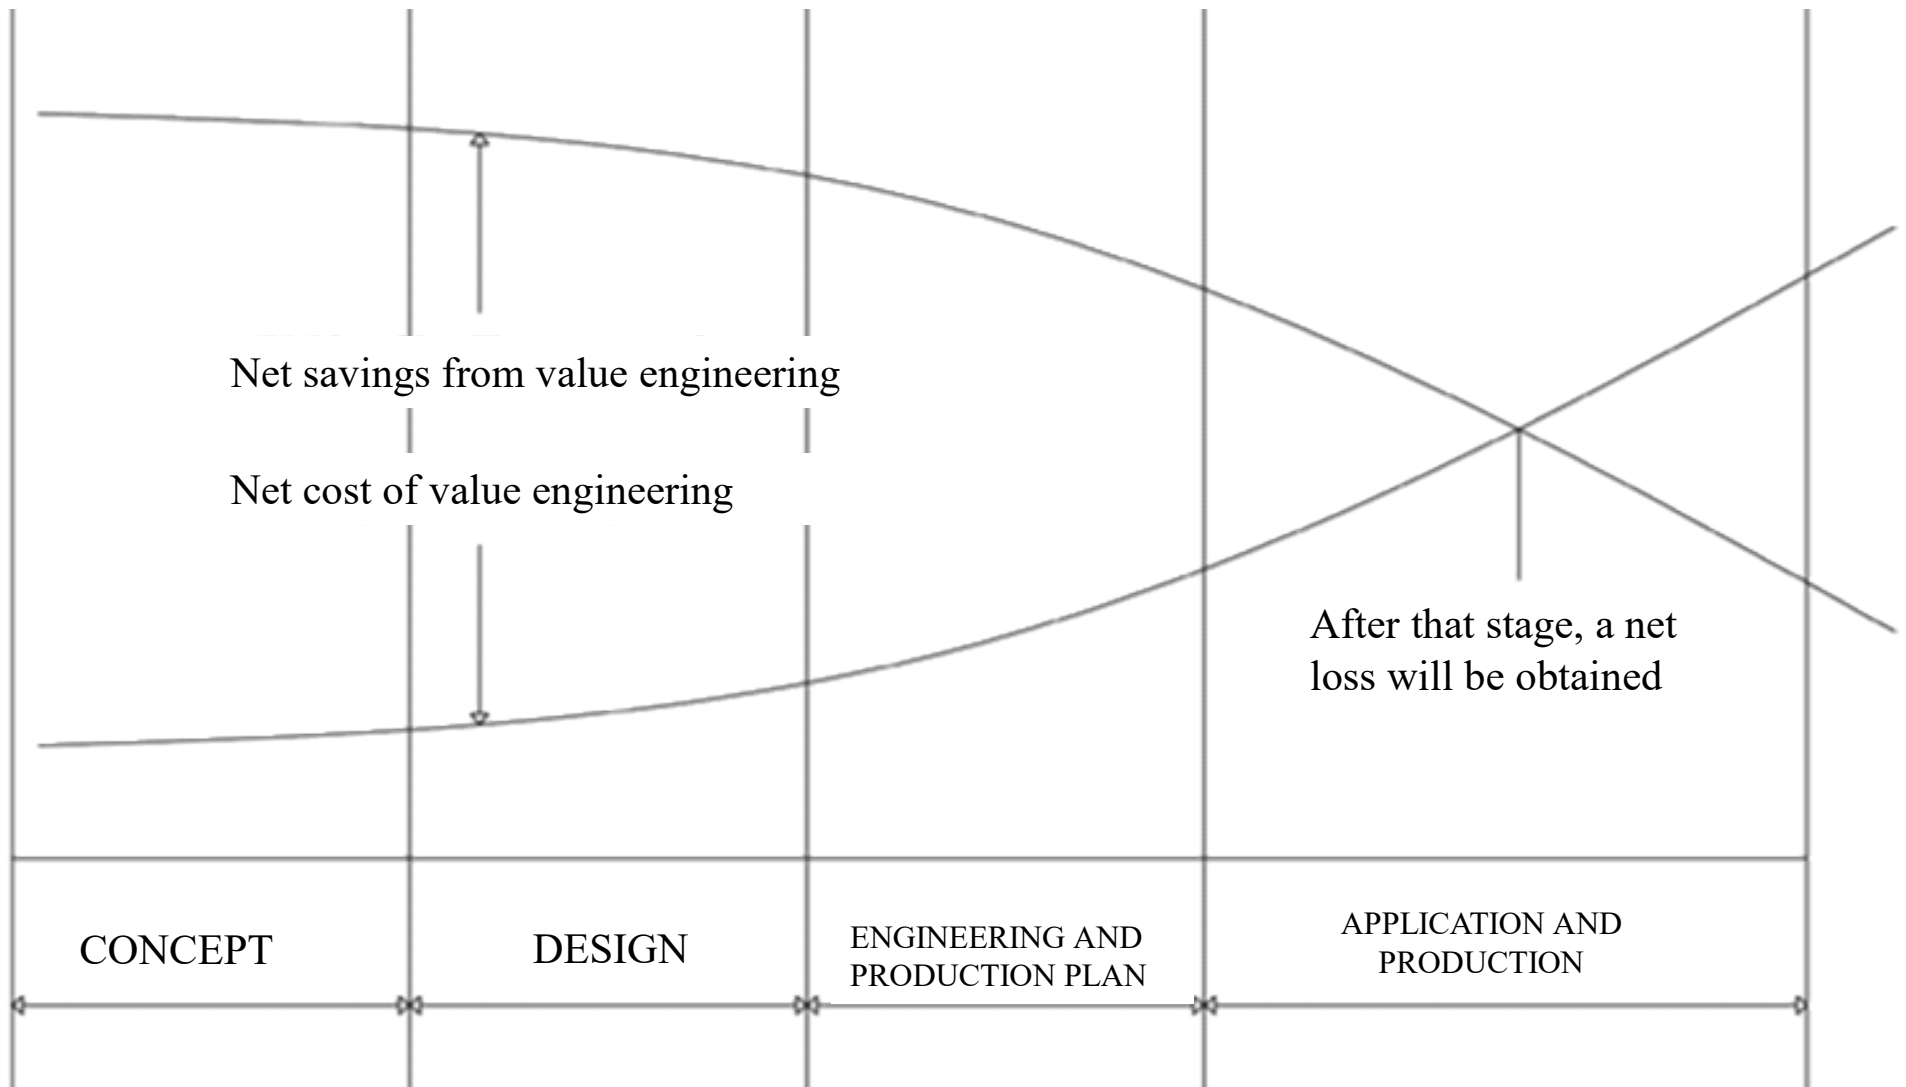 Net savings from value engineering
Net cost of value engineering
After that stage, a net
loss will be obtained
CONCEPT
DESIGN
ENGINEERING AND
PRODUCTION PLAN
APPLICATION AND
PRODUCTION